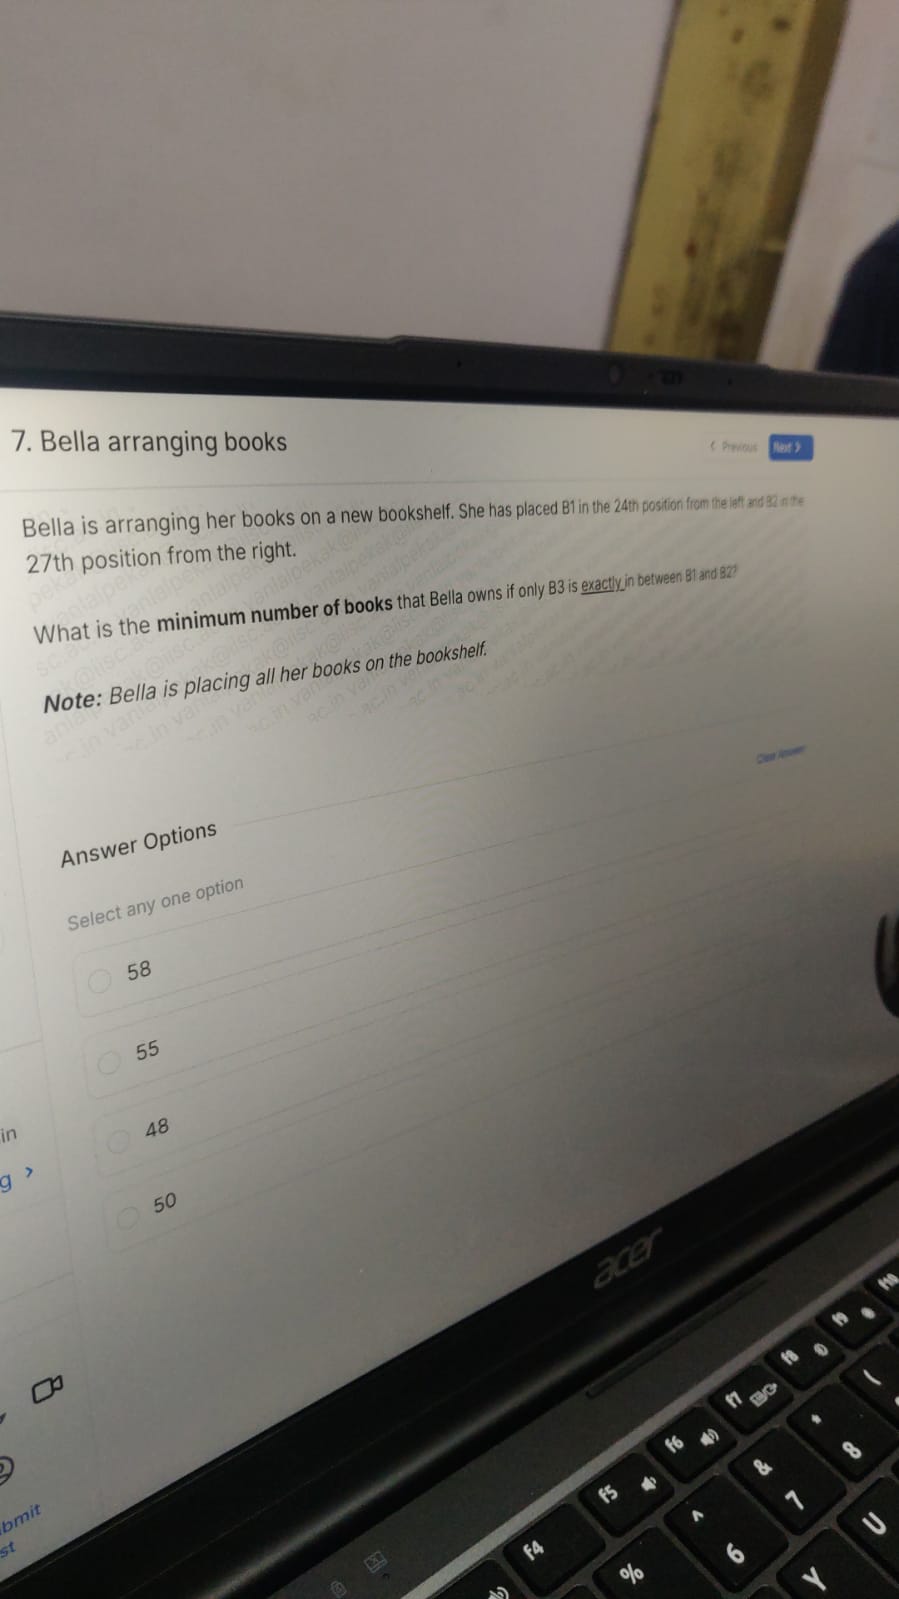 7. Bella arranging books
Previous
Next
Bella is arranging her books on a new bookshelf. She has placed B1 in the 24th position from the left and B2 in the
27th position from the right.
What is the minimum number of books that Bella owns if only B3 is exactly in between B1 and B2?
Note: Bella is placing all her books on the bookshelf.
Clear Answer
Answer Options
Select any one option
58
55
48
50
in
g >
bmit
st
acer
F4
F5
F6
F7
F8
F9
F10
%
^
&
*
(
6
7
8
Y
U